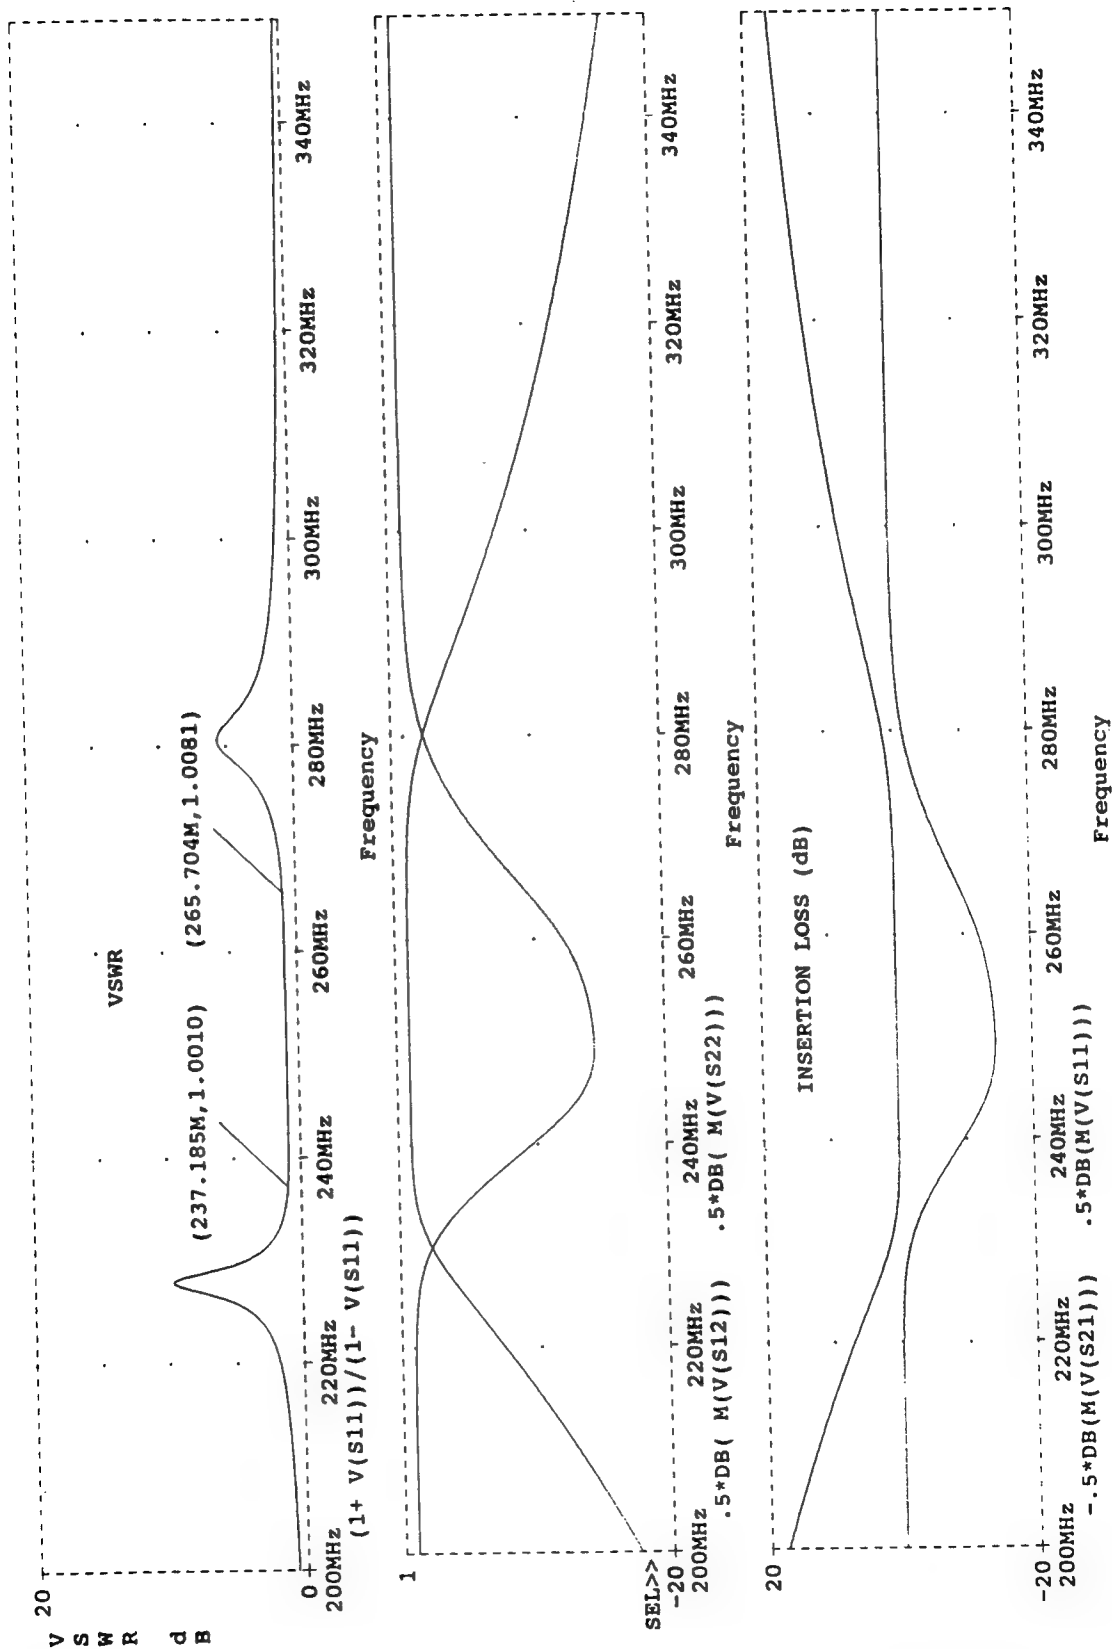 V
S
W
R
d
B
20
VSWR
(237.185M,1.0010)
(265.704M,1.0081)
0
200MHz
220MHz
240MHz
260MHz
280MHz
300MHz
320MHz
340MHz
(1+ V(S11))/(1- V(S11))
Frequency
1
SEL>>
-20
200MHz
220MHz
240MHz
260MHz
280MHz
300MHz
320MHz
340MHz
.5*DB( M(V(S12)))
.5*DB( M(V(S22)))
Frequency
20
INSERTION LOSS (dB)
-20
200MHz
220MHz
240MHz
260MHz
280MHz
300MHz
320MHz
340MHz
-.5*DB(M(V(S21)))
.5*DB(M(V(S11)))
Frequency